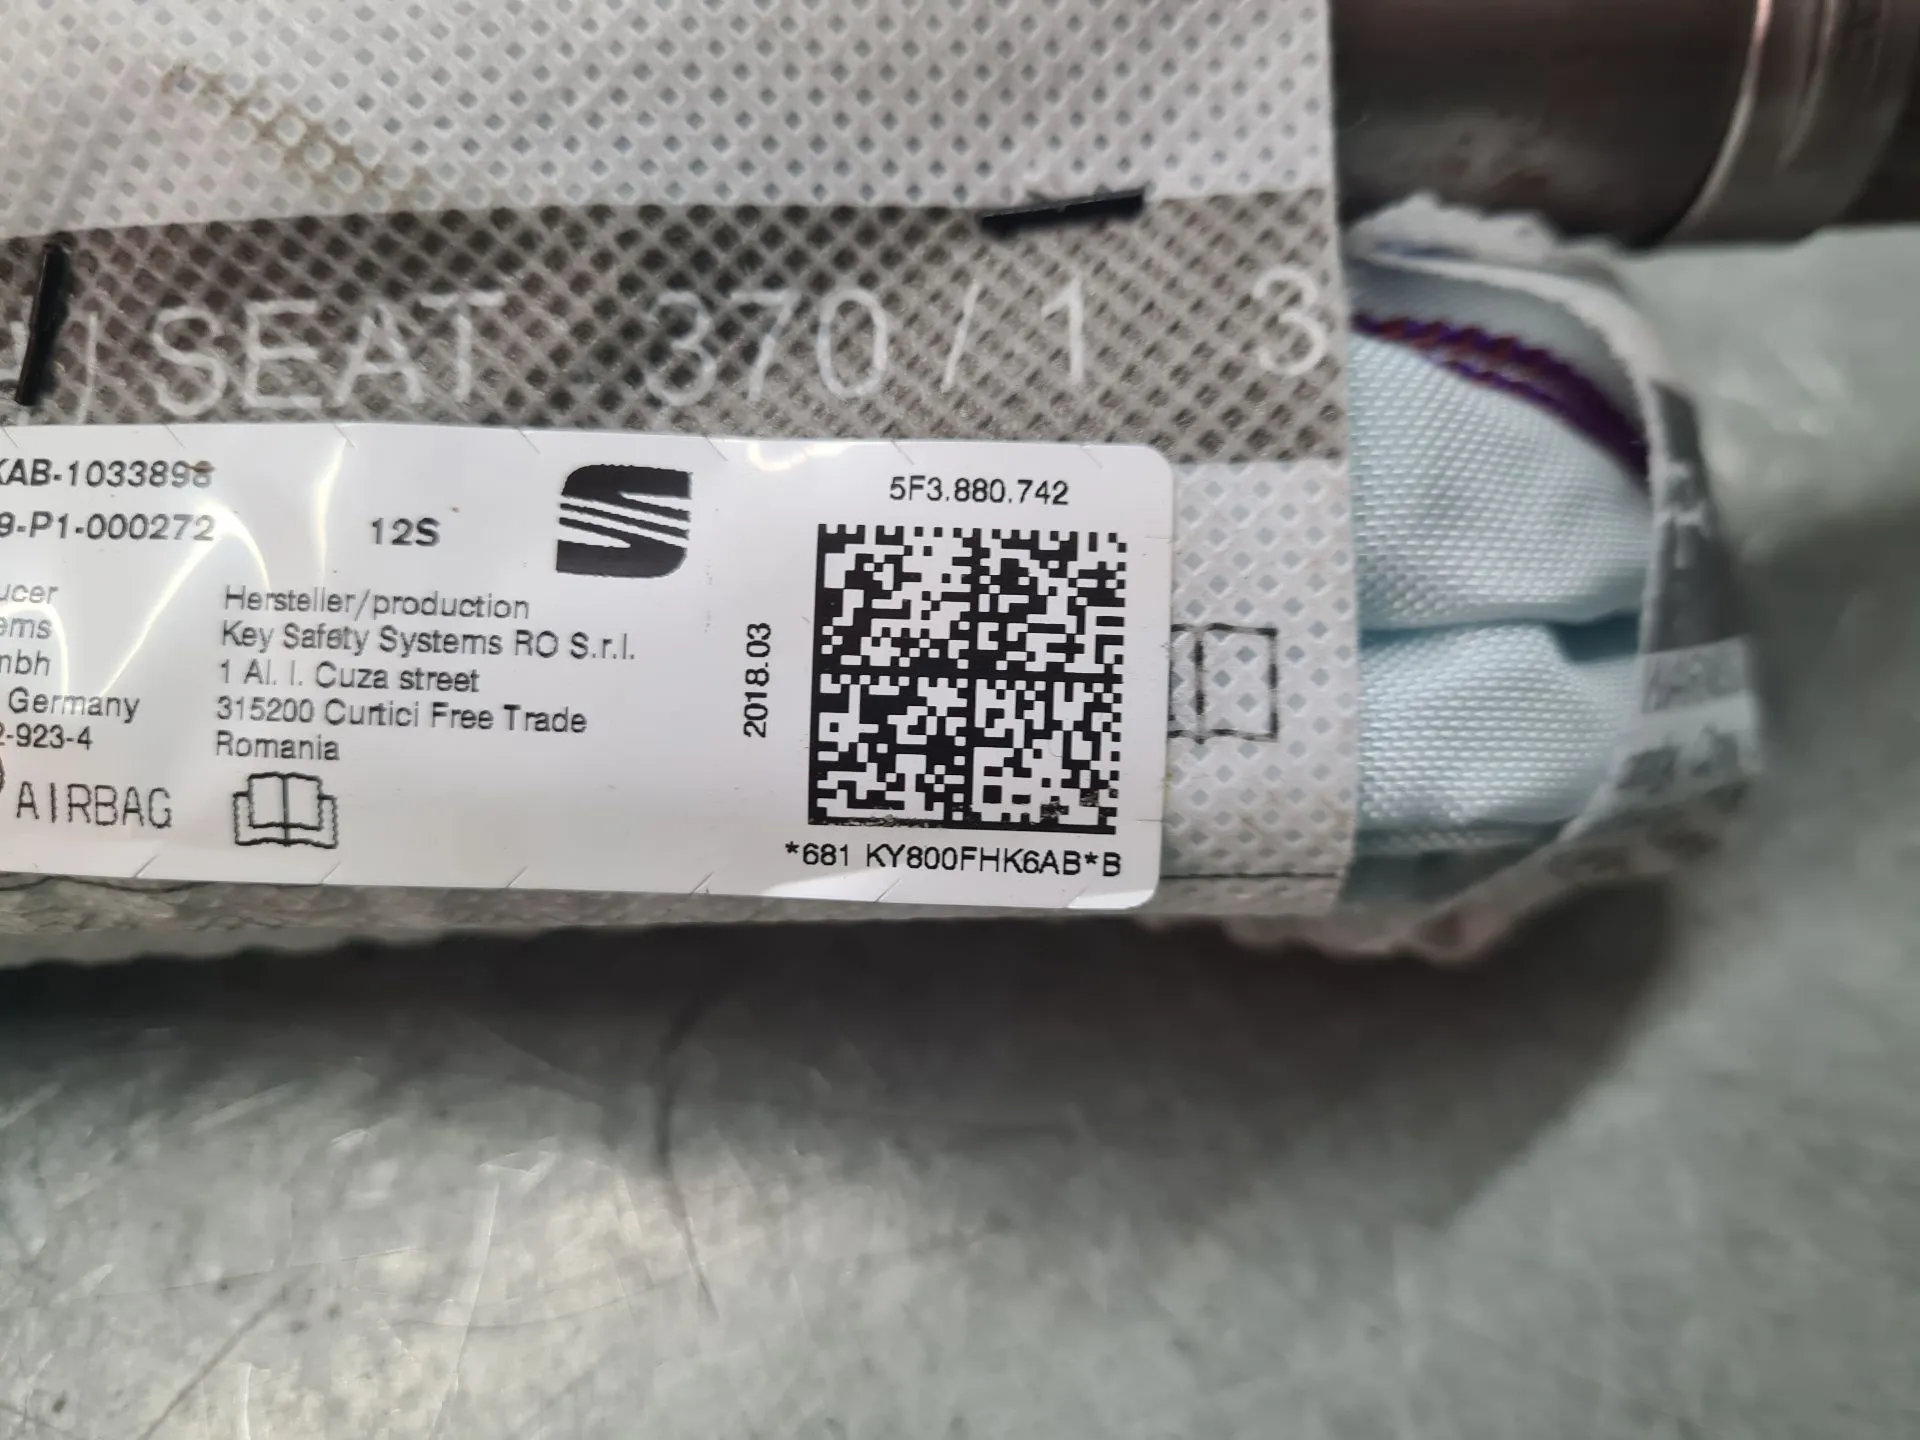 SEAT 370/1 3
KAB-1033898
9-P1-000272
12S
5F3.880.742
ucer
ems
mbh
Germany
2-923-4
AIRBAG
Hersteller/production
Key Safety Systems RO S.r.l.
1 Al. I. Cuza street
315200 Curtici Free Trade
Romania
2018.03
*681 KY800FHK6AB*B